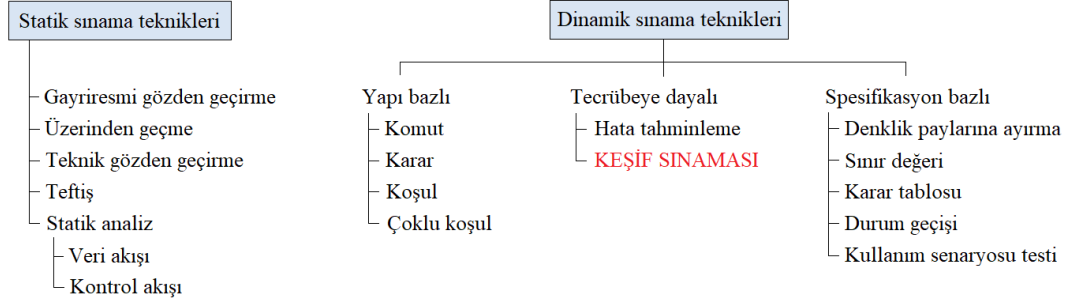 Statik sınama teknikleri
Gayriresmi gözden geçirme
Üzerinden geçme
Teknik gözden geçirme
Teftiş
Statik analiz
Veri akışı
Kontrol akışı
Dinamik sınama teknikleri
Yapı bazlı
Komut
Karar
Koşul
Çoklu koşul
Tecrübeye dayalı
Hata tahminleme
KEŞİF SINAMASI
Spesifikasyon bazlı
Denklik paylarına ayırma
Sınır değeri
Karar tablosu
Durum geçişi
Kullanım senaryosu testi